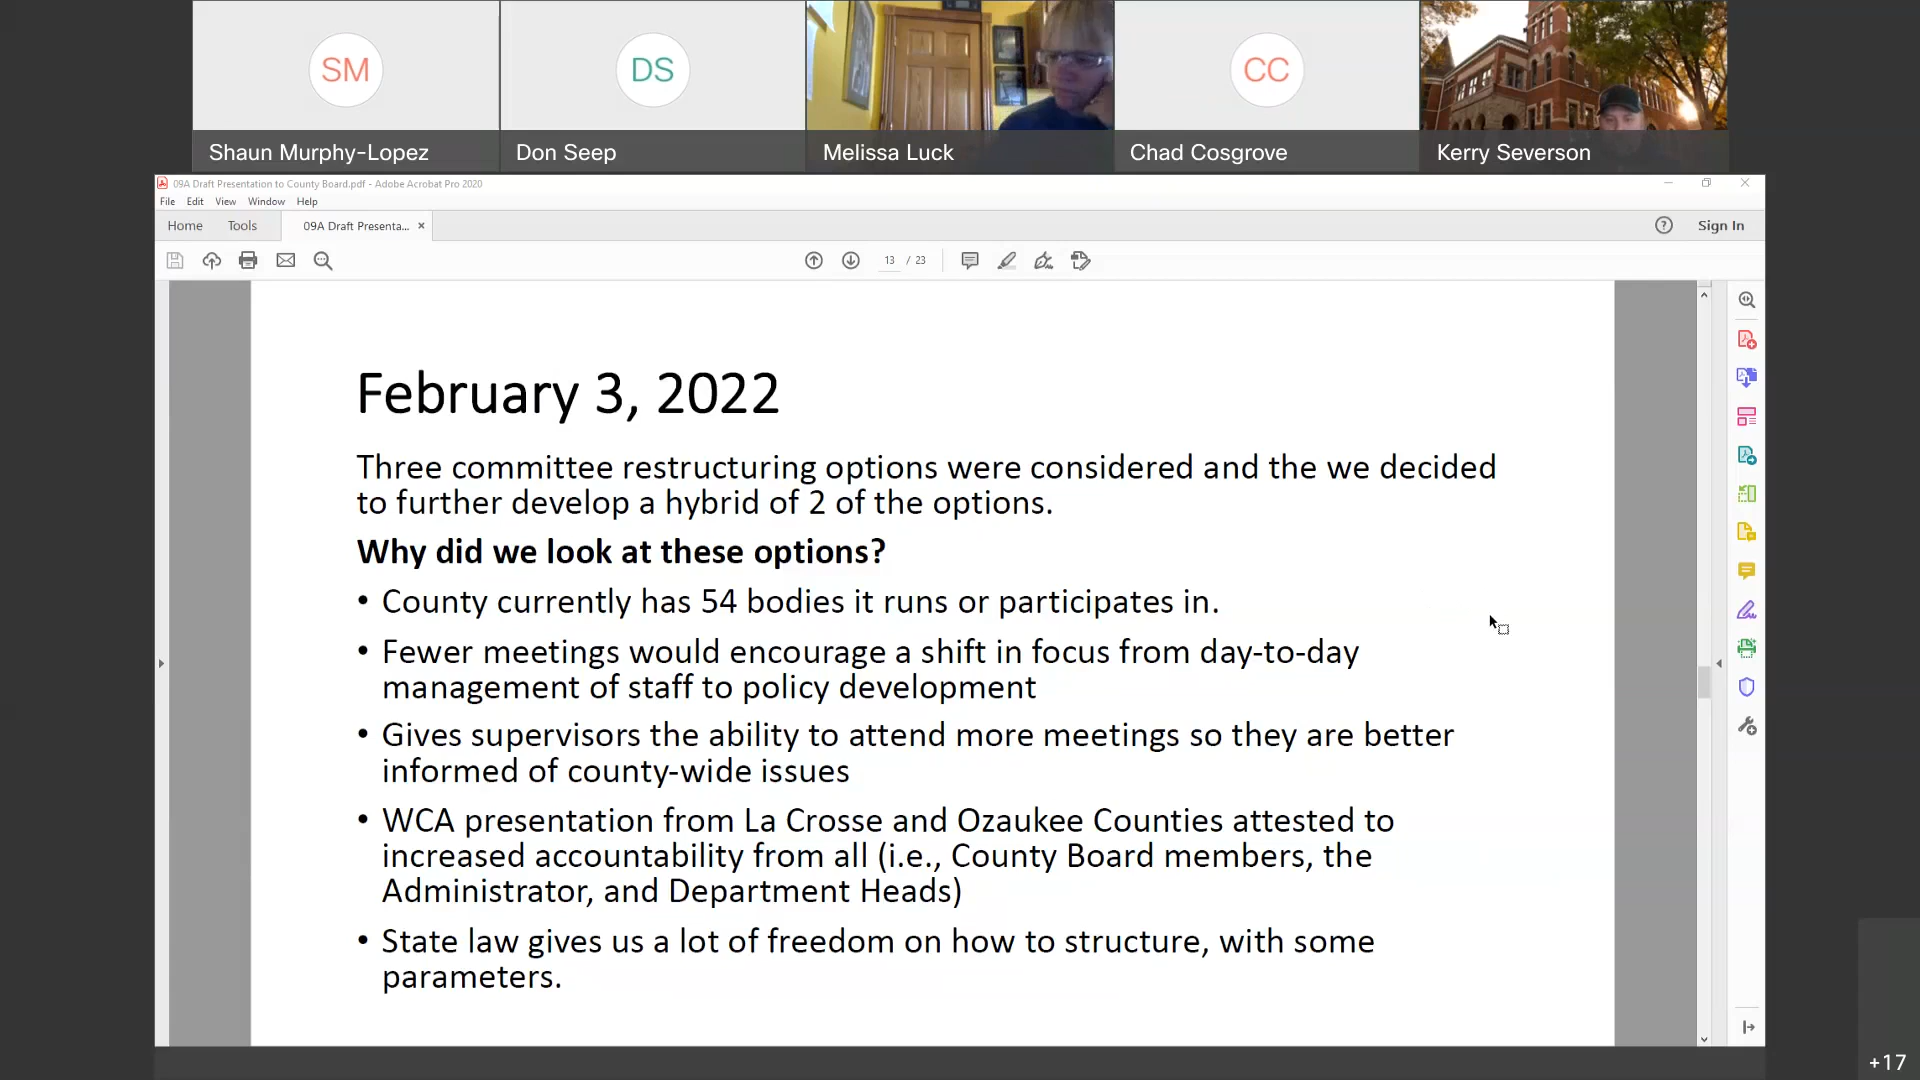 SM
DS
CC
Shaun Murphy-Lopez
Don Seep
Melissa Luck
Chad Cosgrove
Kerry Severson
09A Draft Presentation to County Board.pdf - Adobe Acrobat Pro 2020
File Edit View Window Help
Home Tools 09A Draft Presenta... × Sign In
13 / 23
February 3, 2022
Three committee restructuring options were considered and the we decided
to further develop a hybrid of 2 of the options.
Why did we look at these options?
• County currently has 54 bodies it runs or participates in.
• Fewer meetings would encourage a shift in focus from day-to-day
management of staff to policy development
• Gives supervisors the ability to attend more meetings so they are better
informed of county-wide issues
• WCA presentation from La Crosse and Ozaukee Counties attested to
increased accountability from all (i.e., County Board members, the
Administrator, and Department Heads)
• State law gives us a lot of freedom on how to structure, with some
parameters.
+17